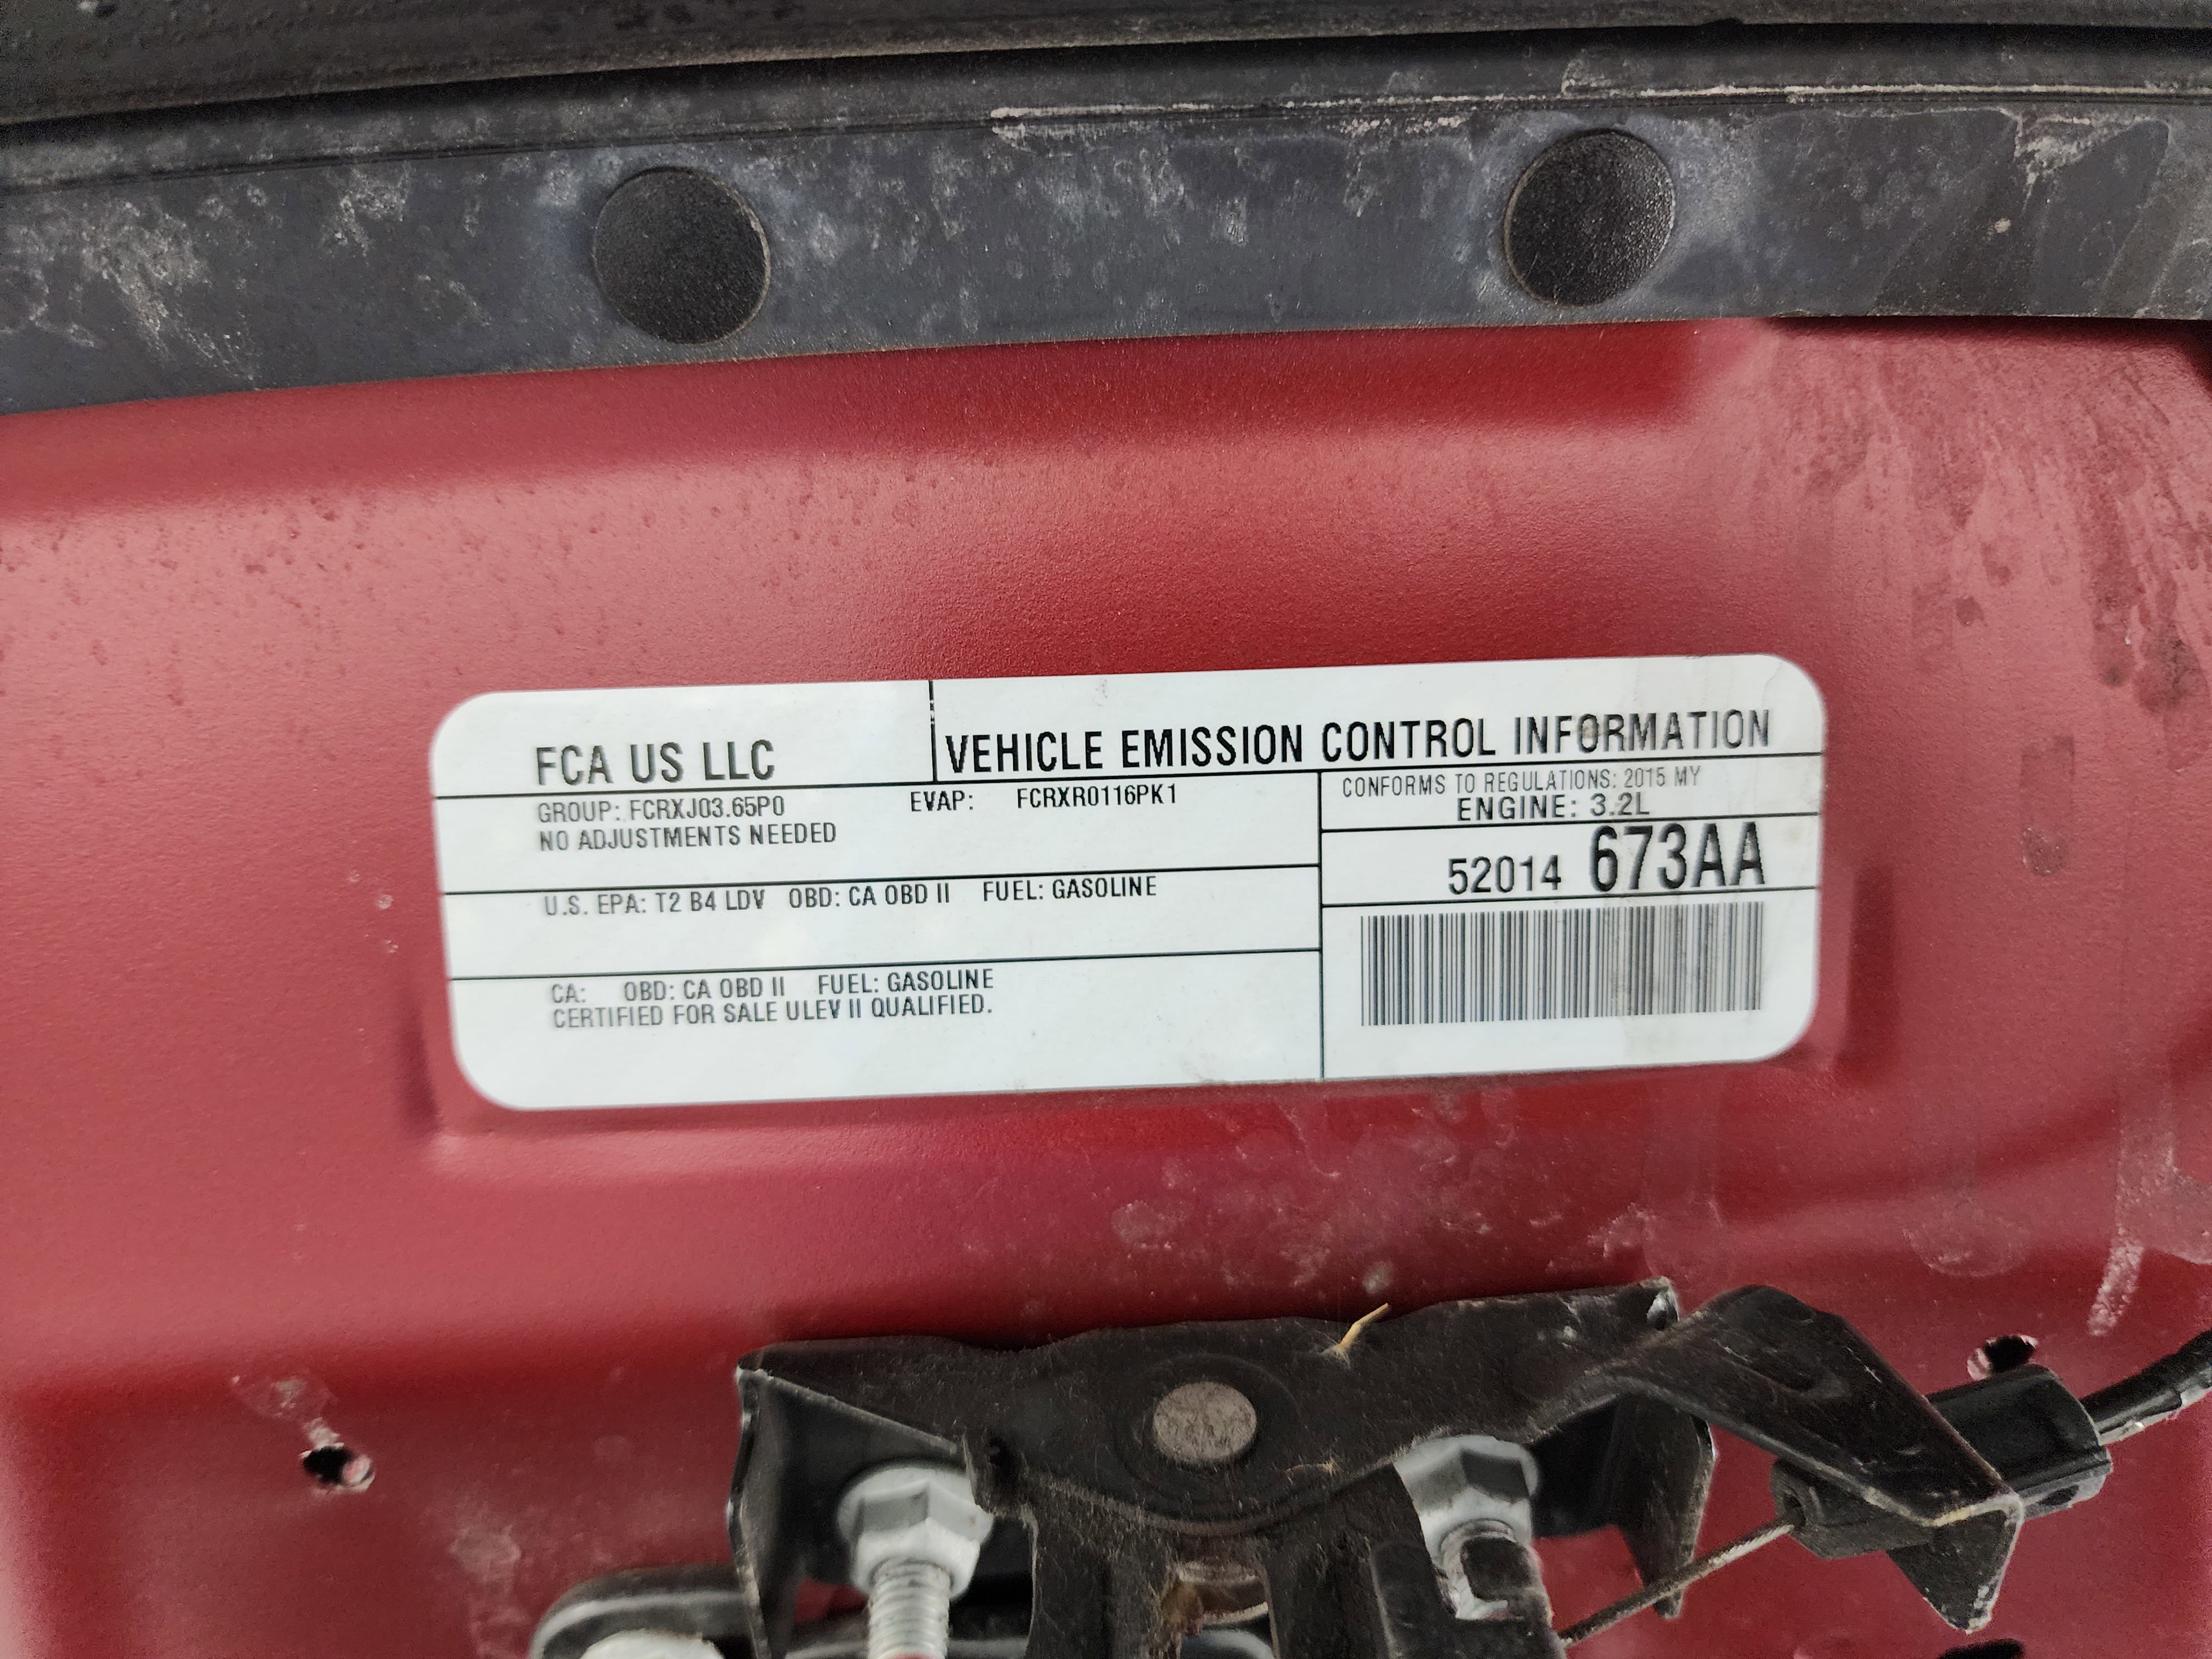 FCA US LLC
VEHICLE EMISSION CONTROL INFORMATION
GROUP: FCRXJ03.65P0 EVAP: FCRXR0116PK1
NO ADJUSTMENTS NEEDED
CONFORMS TO REGULATIONS: 2015 MY
ENGINE: 3.2L
52014 673AA
U.S. EPA: T2 B4 LDV OBD: CA OBD II FUEL: GASOLINE
CA: OBD: CA OBD II FUEL: GASOLINE
CERTIFIED FOR SALE ULEV II QUALIFIED.